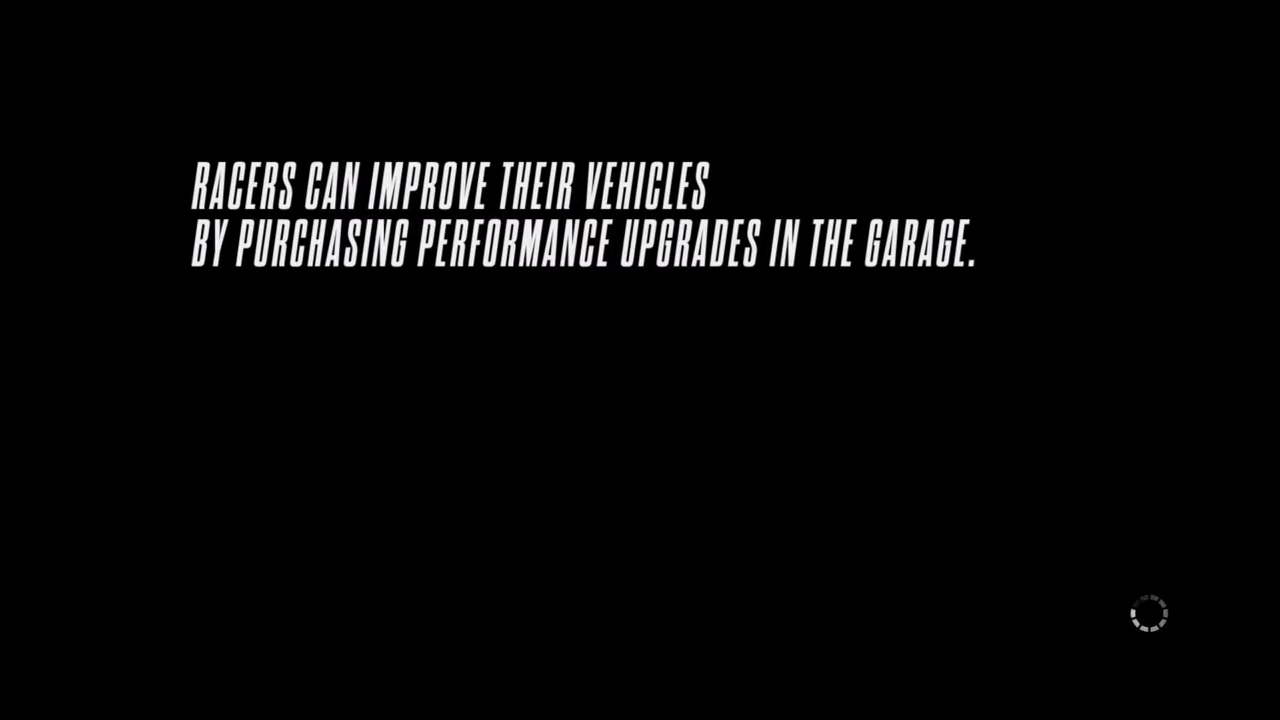 RACERS CAN IMPROVE THEIR VEHICLES
BY PURCHASING PERFORMANCE UPGRADES IN THE GARAGE.